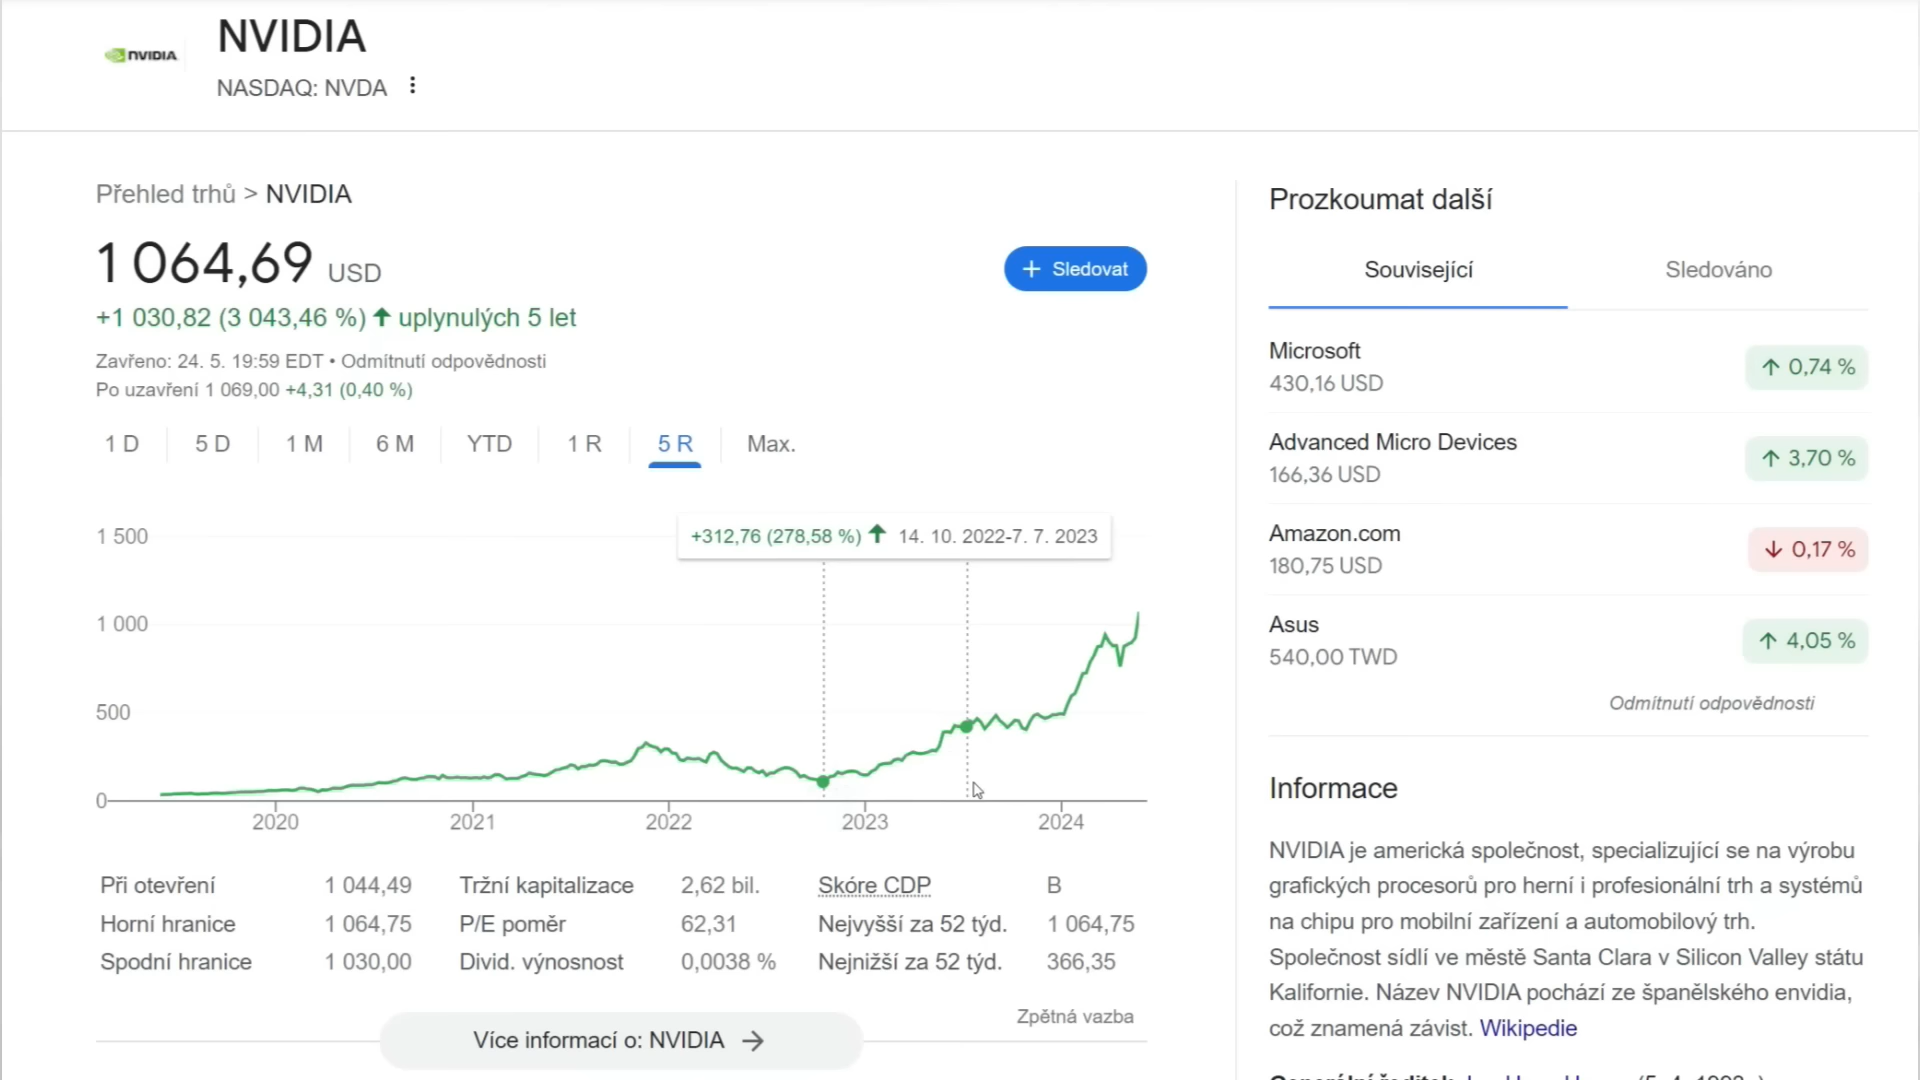 NVIDIA
NVIDIA
NASDAQ: NVDA
Přehled trhů > NVIDIA
1 064,69 USD
+ Sledovat
+1 030,82 (3 043,46 %) ↑ uplynulých 5 let
Zavřeno: 24. 5. 19:59 EDT • Odmítnutí odpovědnosti
Po uzavření 1 069,00 +4,31 (0,40 %)
1 D 5 D 1 M 6 M YTD 1 R 5 R Max.
+312,76 (278,58 %) ↑ 14. 10. 2022-7. 7. 2023
1 500
1 000
500
0
2020 2021 2022 2023 2024
Při otevření 1 044,49 Tržní kapitalizace 2,62 bil. Skóre CDP B
Horní hranice 1 064,75 P/E poměr 62,31 Nejvyšší za 52 týd. 1 064,75
Spodní hranice 1 030,00 Divid. výnosnost 0,0038 % Nejnižší za 52 týd. 366,35
Zpětná vazba
Více informací o: NVIDIA →
Prozkoumat další
Související Sledováno
Microsoft
430,16 USD
↑ 0,74 %
Advanced Micro Devices
166,36 USD
↑ 3,70 %
Amazon.com
180,75 USD
↓ 0,17 %
Asus
540,00 TWD
↑ 4,05 %
Odmítnutí odpovědnosti
Informace
NVIDIA je americká společnost, specializující se na výrobu
grafických procesorů pro herní i profesionální trh a systémů
na chipu pro mobilní zařízení a automobilový trh.
Společnost sídlí ve městě Santa Clara v Silicon Valley státu
Kalifornie. Název NVIDIA pochází ze španělského envidia,
což znamená závist. Wikipedie